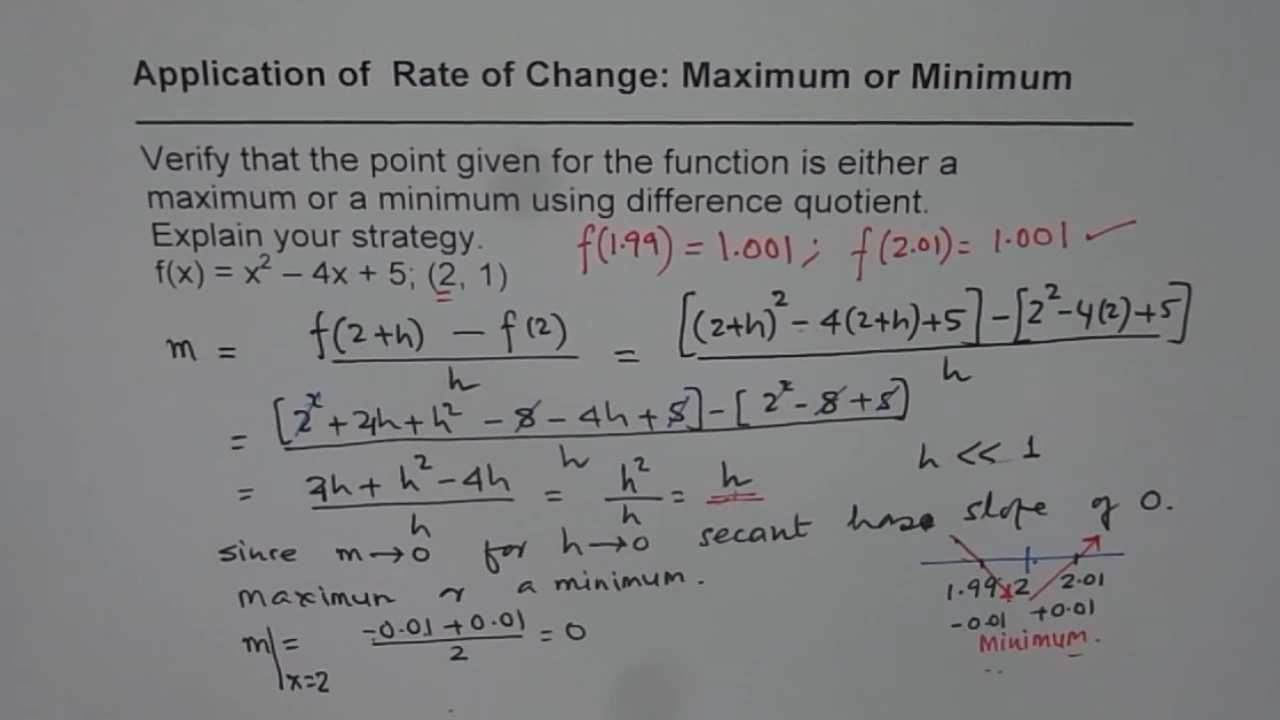 Application of Rate of Change: Maximum or Minimum
Verify that the point given for the function is either a
maximum or a minimum using difference quotient.
Explain your strategy. f(1.99) = 1.001; f(2.01) = 1.001 ✓
f(x) = x² – 4x + 5; (2, 1)
m = f(2+h) - f(2) / h = [(2+h)² - 4(2+h)+5] - [2² - 4(2)+5] / h
= [2² + 4h + h² - 8 - 4h + 5] - [2² - 8 + 5] / h
h << 1
= 4h + h² - 4h / h = h² / h = h
since m → 0 for h → 0 secant has slope of 0.
maximum or a minimum.
1.99 2 2.01
-0.01 +0.01
Minimum.
m|x=2 = -0.01 + 0.01 / 2 = 0